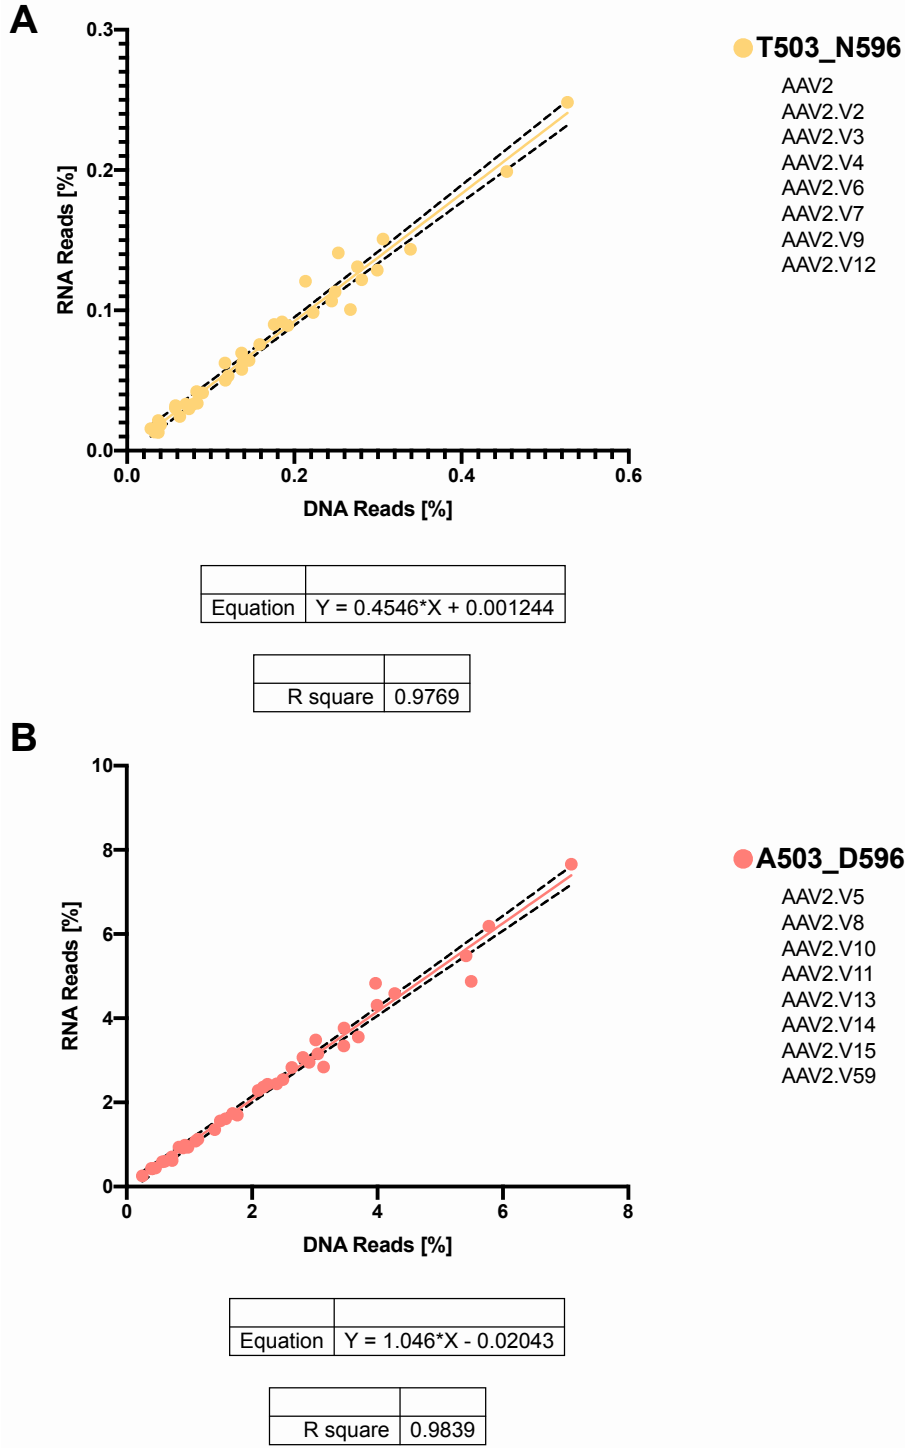 A
T503_N596
AAV2
AAV2.V2
AAV2.V3
AAV2.V4
AAV2.V6
AAV2.V7
AAV2.V9
AAV2.V12
0.3
0.2
0.1
0.0
RNA Reads [%]
0.0 0.2 0.4 0.6
DNA Reads [%]
Equation Y = 0.4546*X + 0.001244
R square 0.9769
B
A503_D596
AAV2.V5
AAV2.V8
AAV2.V10
AAV2.V11
AAV2.V13
AAV2.V14
AAV2.V15
AAV2.V59
10
8
6
4
2
0
RNA Reads [%]
0 2 4 6 8
DNA Reads [%]
Equation Y = 1.046*X - 0.02043
R square 0.9839